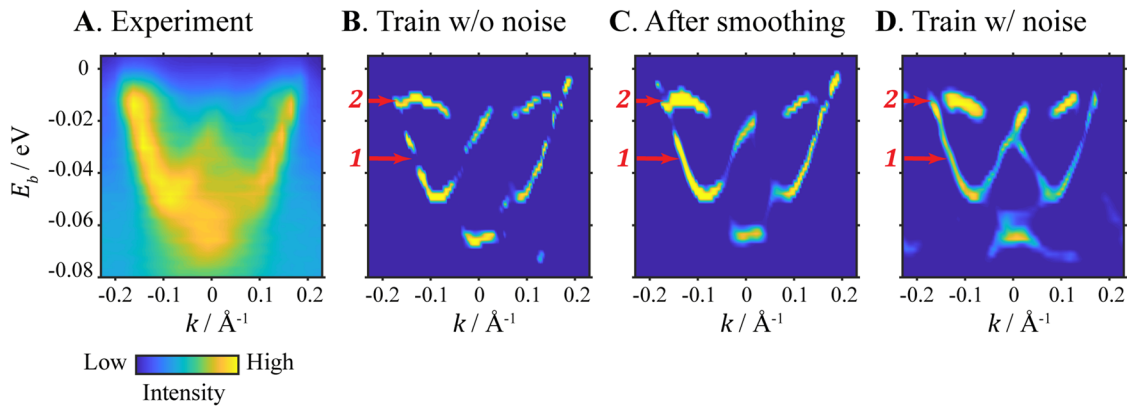 A. Experiment
B. Train w/o noise
C. After smoothing
D. Train w/ noise
0
-0.02
-0.04
-0.06
-0.08
E_b / eV
2
1
2
1
2
1
-0.2 -0.1 0 0.1 0.2
-0.2 -0.1 0 0.1 0.2
-0.2 -0.1 0 0.1 0.2
-0.2 -0.1 0 0.1 0.2
k / Å⁻¹
k / Å⁻¹
k / Å⁻¹
k / Å⁻¹
Low High
Intensity